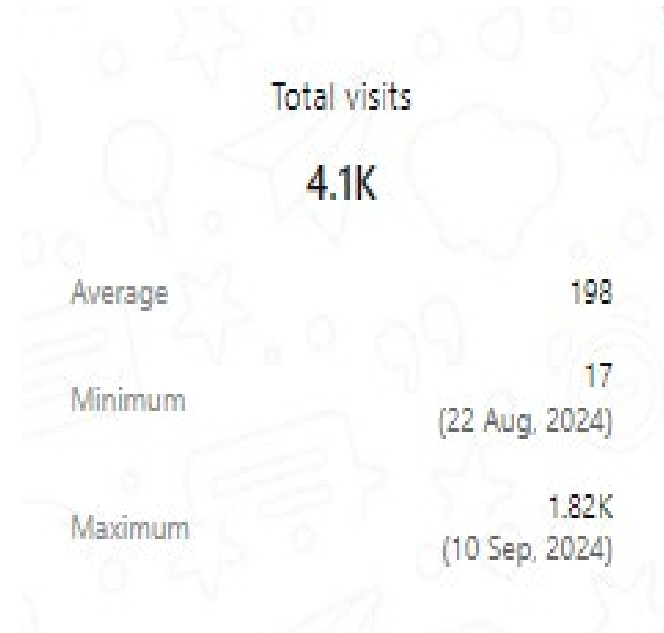 Total visits
4.1K
Average 198
Minimum 17
(22 Aug, 2024)
Maximum 1.82K
(10 Sep, 2024)